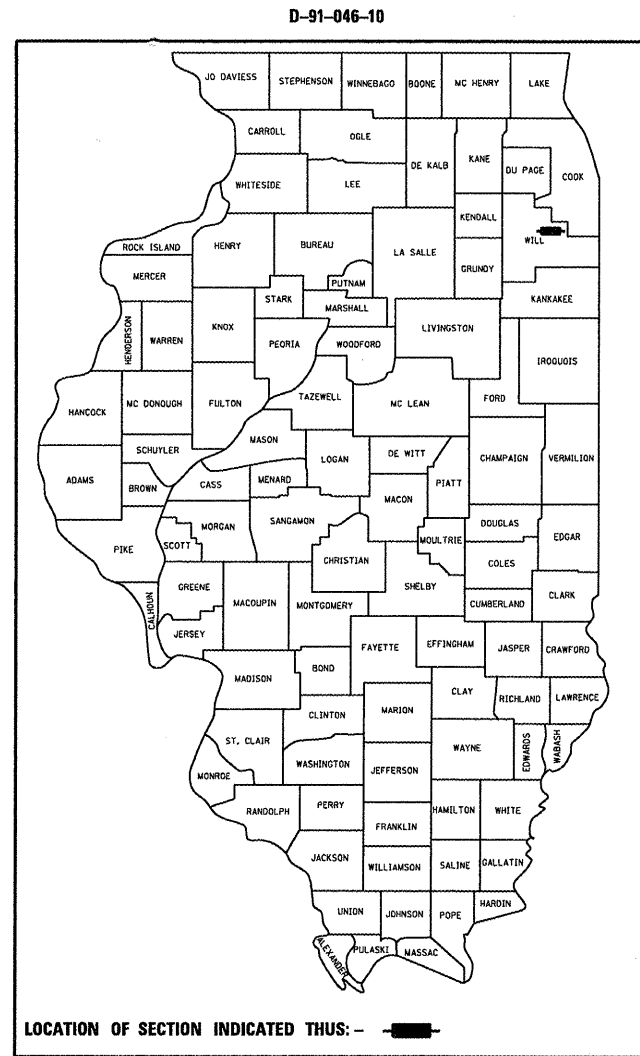 D-91-046-10
JO DAVIESS
STEPHENSON
WINNEBAGO
BOONE
MC HENRY
LAKE
CARROLL
OGLE
DE KALB
KANE
DU PAGE
COOK
WHITESIDE
LEE
KENDALL
WILL
ROCK ISLAND
HENRY
BUREAU
LA SALLE
GRUNDY
MERCER
PUTNAM
STARK
MARSHALL
KANKAKEE
HENDERSON
WARREN
KNOX
PEORIA
WOODFORD
LIVINGSTON
IROQUOIS
HANCOCK
MC DONOUGH
FULTON
TAZEWELL
MC LEAN
FORD
SCHUYLER
MASON
LOGAN
DE WITT
CHAMPAIGN
VERMILION
ADAMS
BROWN
CASS
MENARD
MACON
PIATT
PIKE
SCOTT
MORGAN
SANGAMON
CHRISTIAN
MOULTRIE
DOUGLAS
EDGAR
COLES
CALHOUN
GREENE
MACOUPIN
MONTGOMERY
SHELBY
CUMBERLAND
CLARK
JERSEY
FAYETTE
EFFINGHAM
JASPER
CRAWFORD
MADISON
BOND
CLAY
RICHLAND
LAWRENCE
CLINTON
MARION
ST. CLAIR
WAYNE
EDWARDS
WABASH
WASHINGTON
JEFFERSON
MONROE
RANDOLPH
PERRY
HAMILTON
WHITE
FRANKLIN
JACKSON
WILLIAMSON
SALINE
GALLATIN
UNION
JOHNSON
POPE
HARDIN
ALEXANDER
PULASKI
MASSAC
LOCATION OF SECTION INDICATED THUS: -